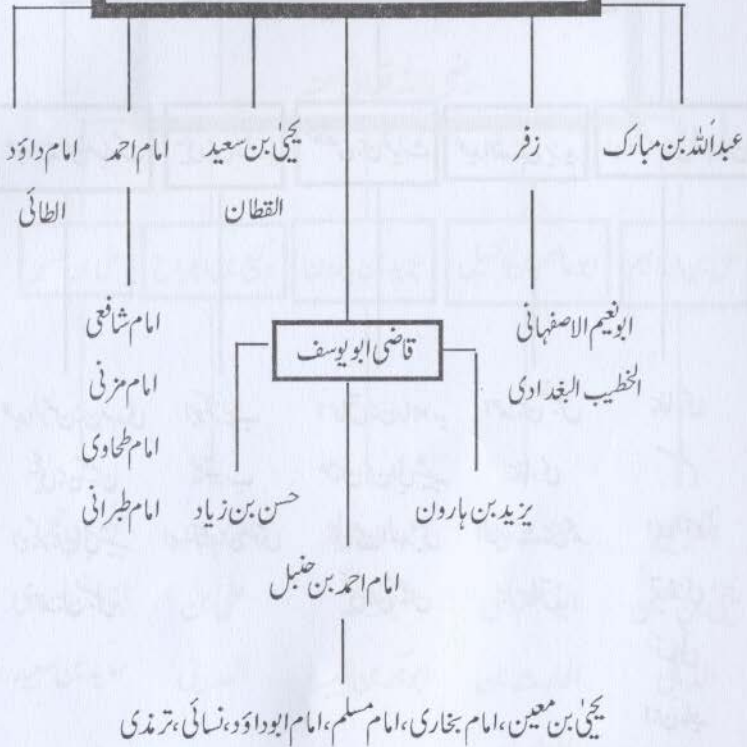 عبداللہ بن مبارک
زفر
یحیٰی بن سعید
القطان
امام احمد
امام داؤد
الطائی
ابونعیم الاصفہانی
الخطیب البغدادی
قاضی ابو یوسف
امام شافعی
امام مزنی
امام طحاوی
امام طبرانی
یزید بن ہارون
حسن بن زیاد
امام احمد بن حنبل
یحیٰی بن معین، امام بخاری، امام مسلم، امام ابوداؤد، نسائی، ترمذی